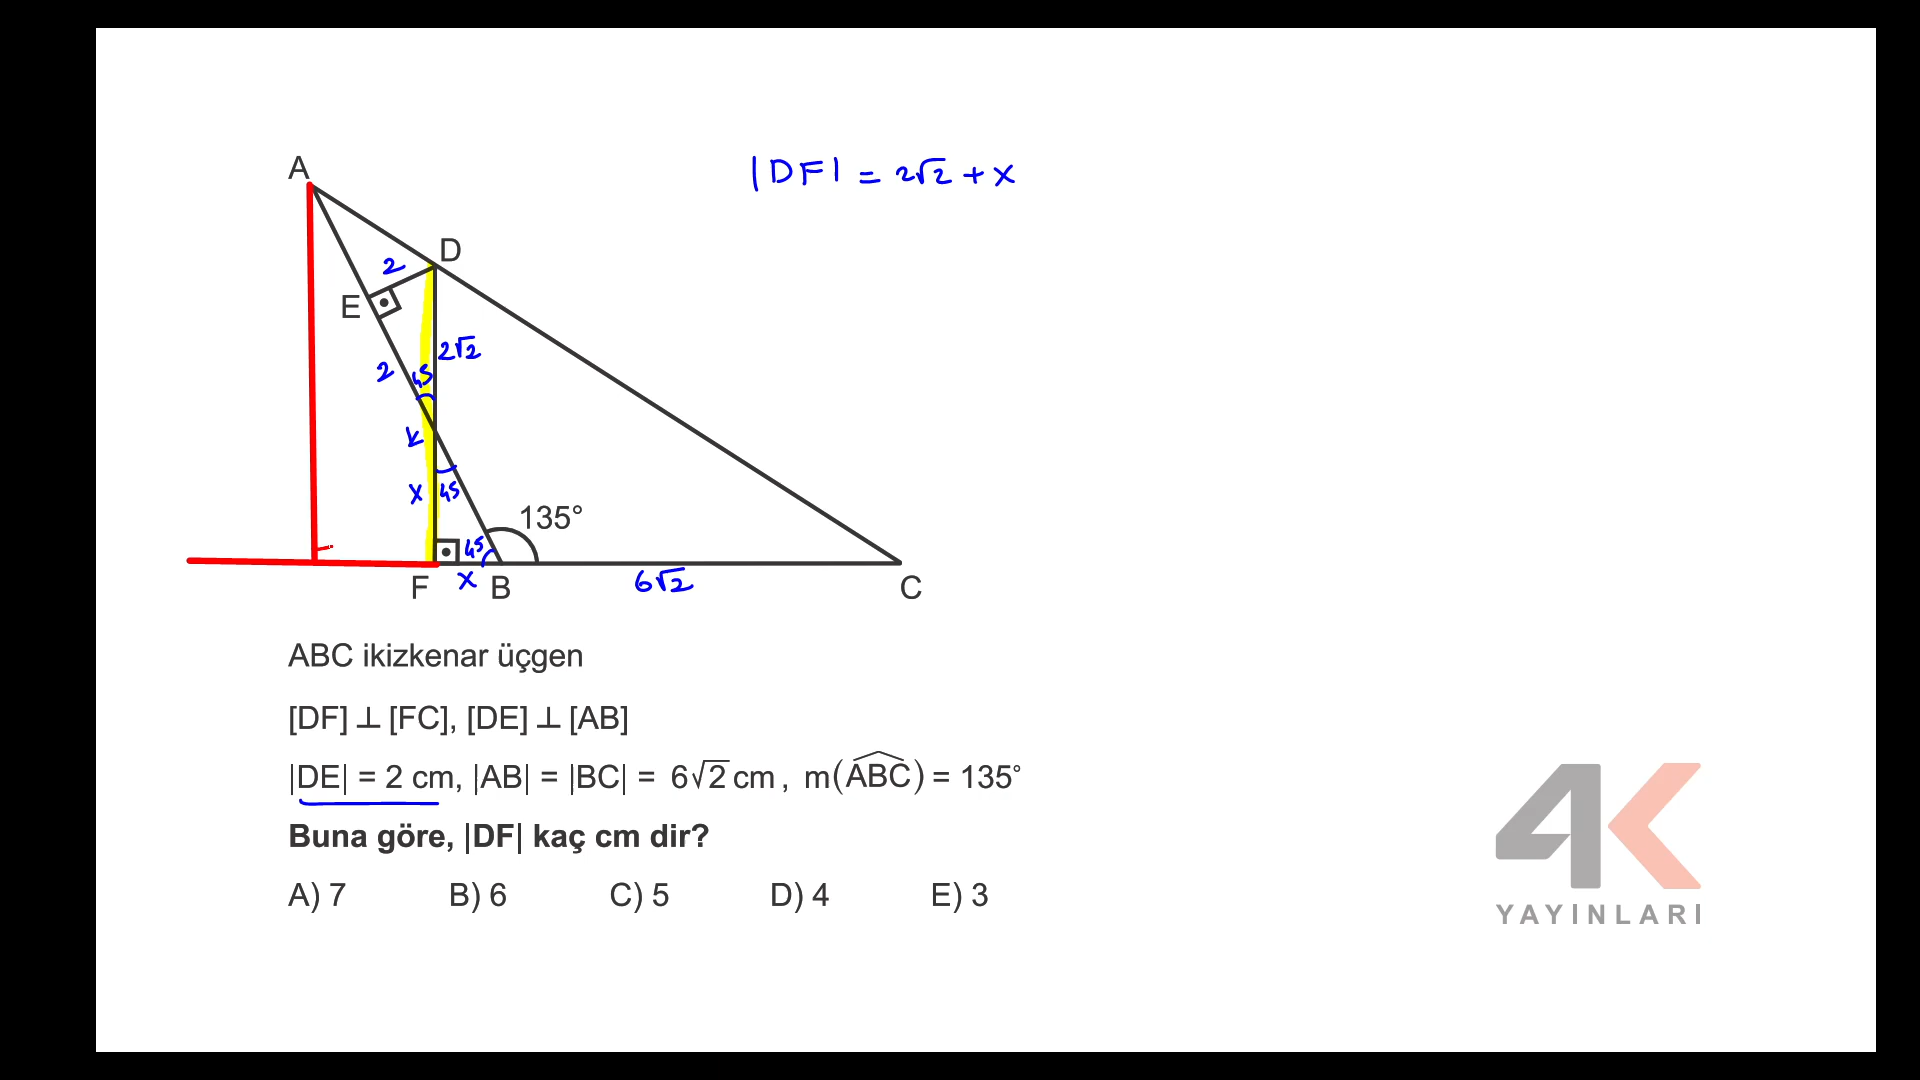 A
|DF| = 2√2 + x
D
2
E
2√2
2
45
K
x
45
135°
45
F
x
B
6√2
C
ABC ikizkenar üçgen
[DF] ⊥ [FC], [DE] ⊥ [AB]
|DE| = 2 cm, |AB| = |BC| = 6√2 cm, m(ABC) = 135°
Buna göre, |DF| kaç cm dir?
A) 7 B) 6 C) 5 D) 4 E) 3
4K
YAYINLARI